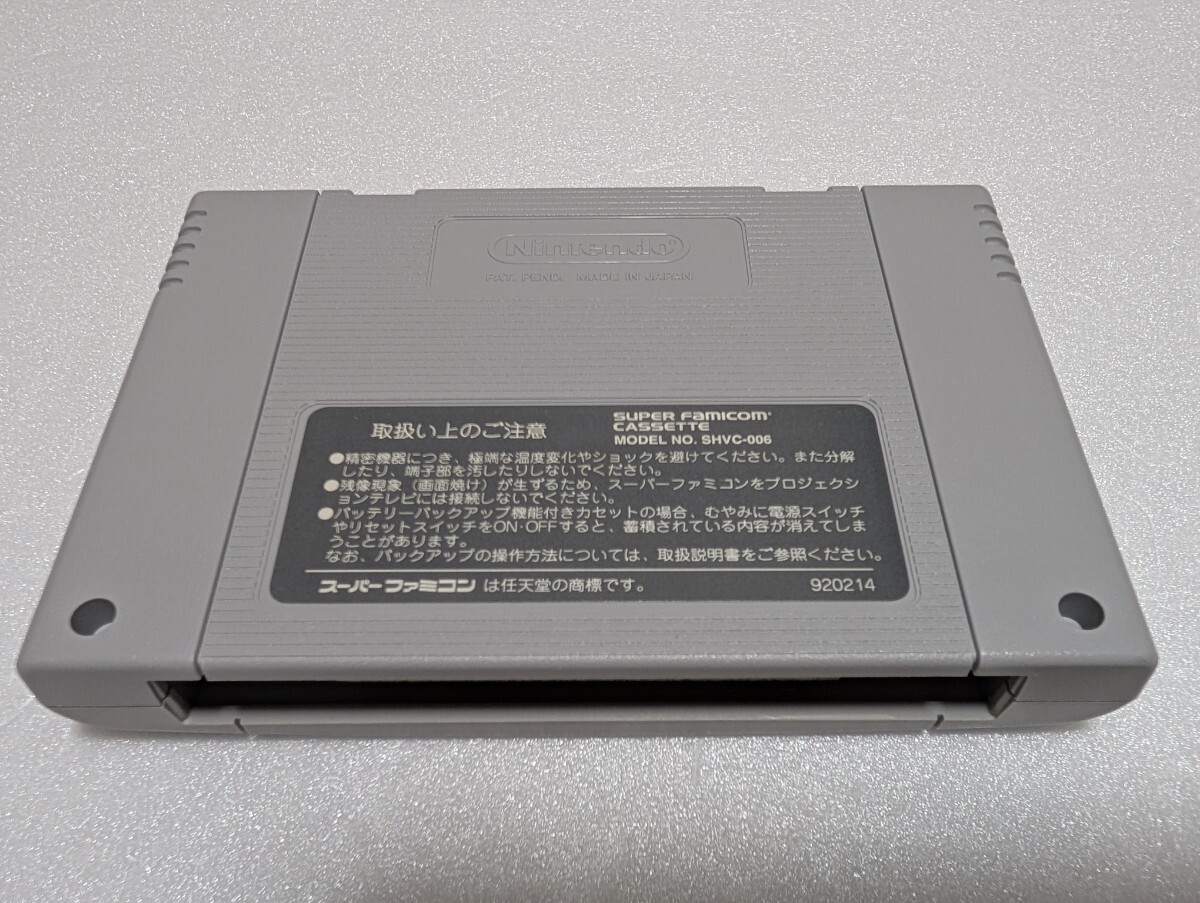 Nintendo®
PAT. PEND. MADE IN JAPAN
取扱い上のご注意
SUPER FAMICOM®
CASSETTE
MODEL NO. SHVC-006
●精密機器につき、極端な温度変化やショックを避けてください。また分解
したり、端子部を汚したりしないでください。
●残像現象（画面焼け）が生ずるため、スーパーファミコンをプロジェクシ
ョンテレビには接続しないでください。
●バッテリーバックアップ機能付きカセットの場合、むやみに電源スイッチ
やリセットスイッチをON・OFFすると、蓄積されている内容が消えてしま
うことがあります。
なお、バックアップの操作方法については、取扱説明書をご参照ください。
スーパーファミコン は任天堂の商標です。
920214